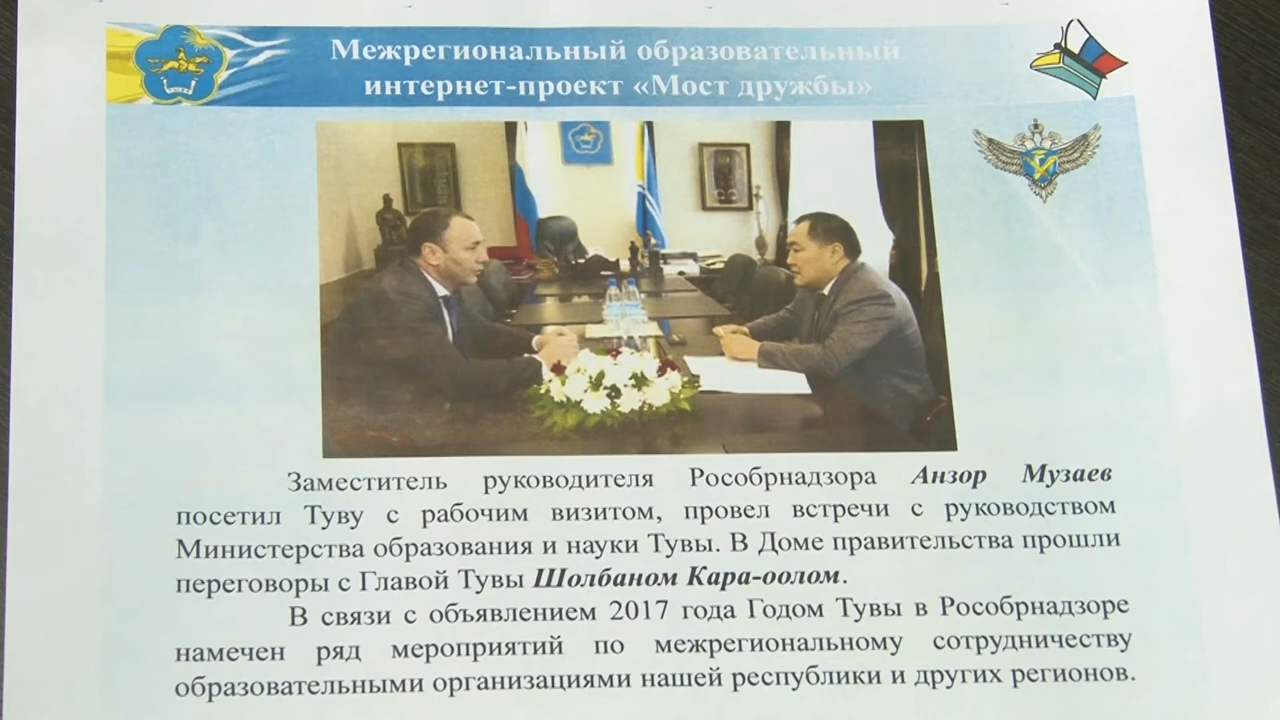 Межрегиональный образовательный
интернет-проект «Мост дружбы»
Заместитель руководителя Рособрнадзора Анзор Музаев
посетил Туву с рабочим визитом, провел встречи с руководством
Министерства образования и науки Тувы. В Доме правительства прошли
переговоры с Главой Тувы Шолбаном Кара-оолом.
В связи с объявлением 2017 года Годом Тувы в Рособрнадзоре
намечен ряд мероприятий по межрегиональному сотрудничеству
образовательными организациями нашей республики и других регионов.